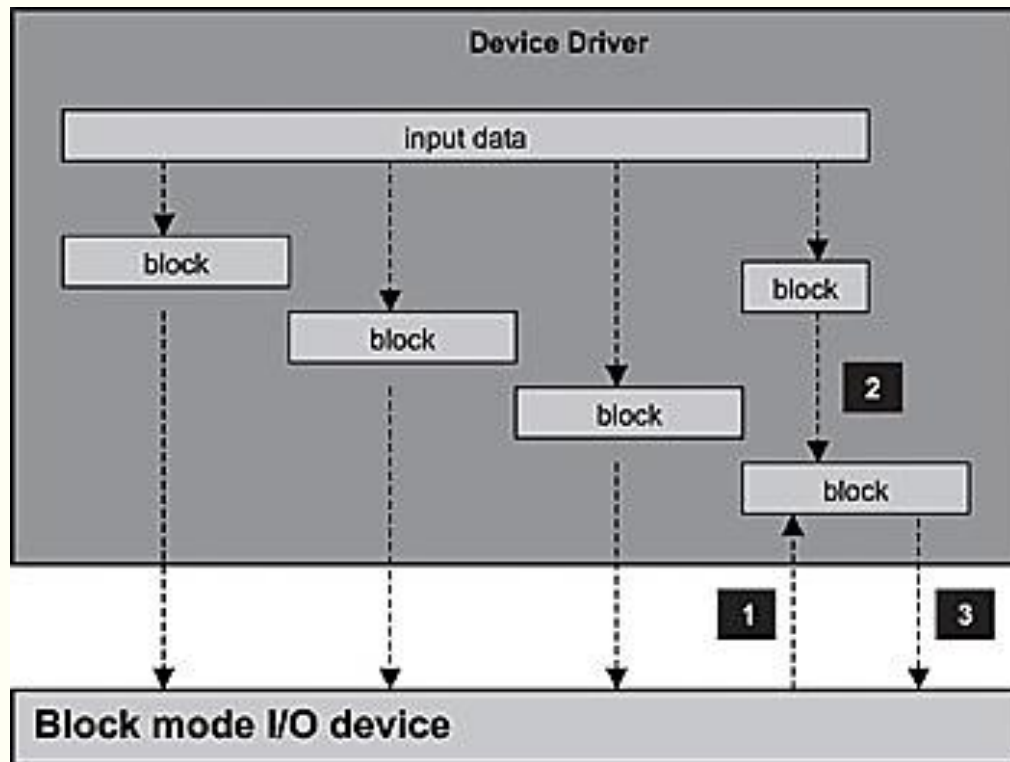 Device Driver
input data
block
block
block
block
2
block
1
3
Block mode I/O device